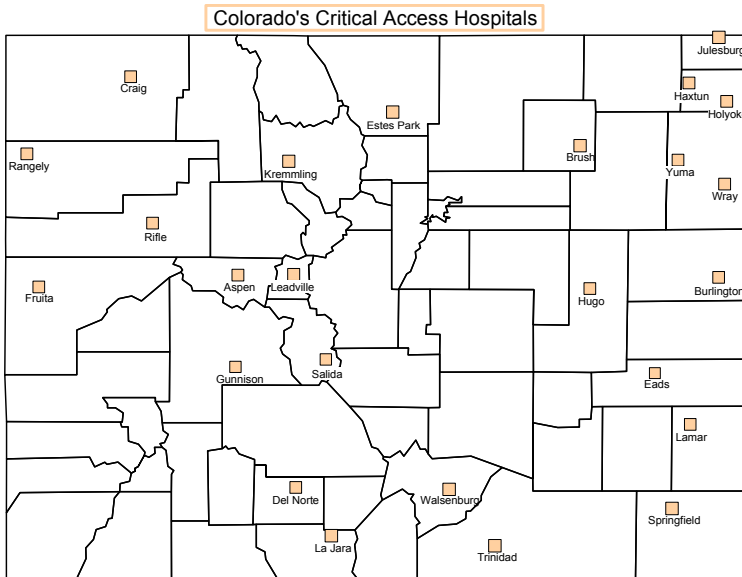 Colorado's Critical Access Hospitals
Julesburg
Craig
Haxtun
Holyok
Estes Park
Brush
Rangely
Kremmling
Yuma
Wray
Rifle
Aspen
Leadville
Fruita
Hugo
Burlington
Gunnison
Salida
Eads
Lamar
Del Norte
Walsenburg
Springfield
La Jara
Trinidad